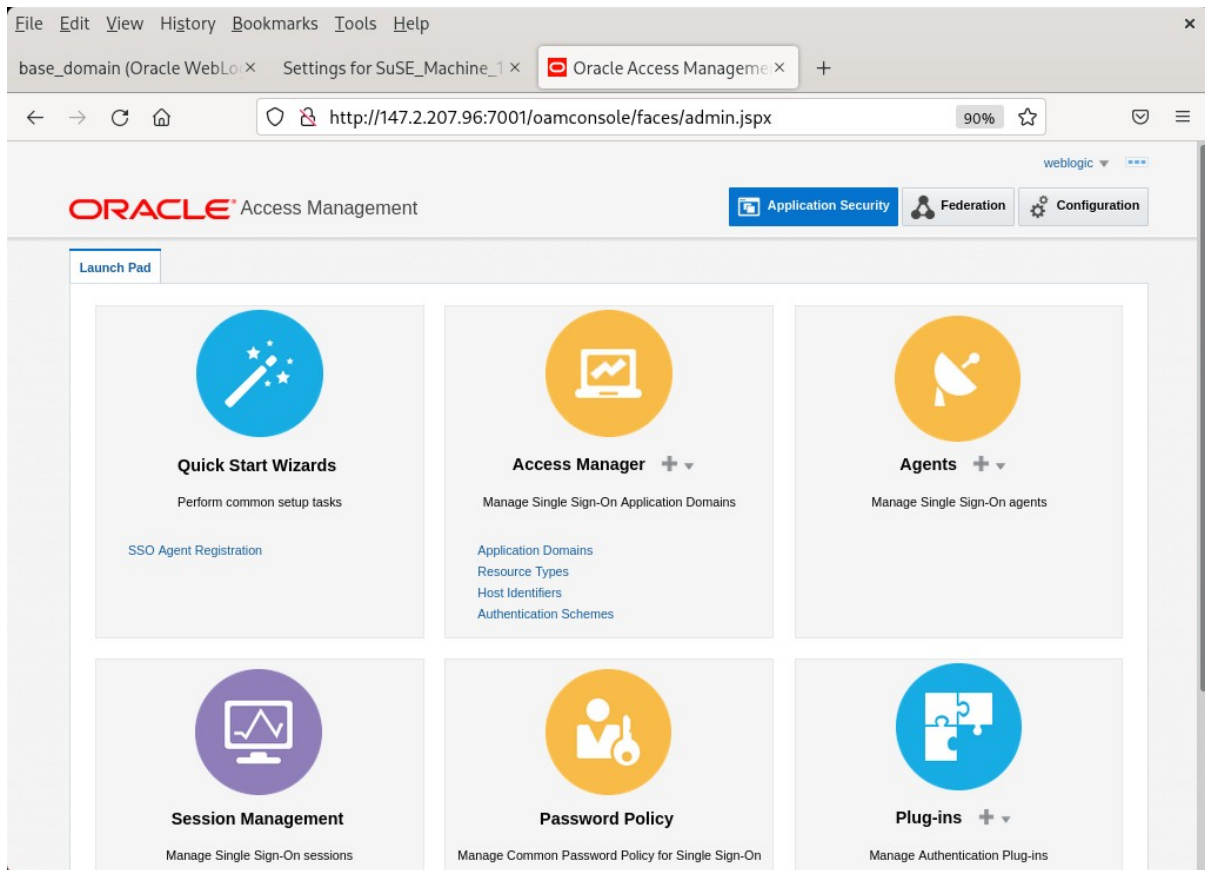 File Edit View History Bookmarks Tools Help
base_domain (Oracle WebLo Settings for SuSE_Machine_1 Oracle Access Manageme
http://147.2.207.96:7001/oamconsole/faces/admin.jspx 90%
weblogic
ORACLE® Access Management Application Security Federation Configuration
Launch Pad
Quick Start Wizards Access Manager Agents
Perform common setup tasks Manage Single Sign-On Application Domains Manage Single Sign-On agents
SSO Agent Registration Application Domains
Resource Types
Host Identifiers
Authentication Schemes
Session Management Password Policy Plug-ins
Manage Single Sign-On sessions Manage Common Password Policy for Single Sign-On Manage Authentication Plug-ins